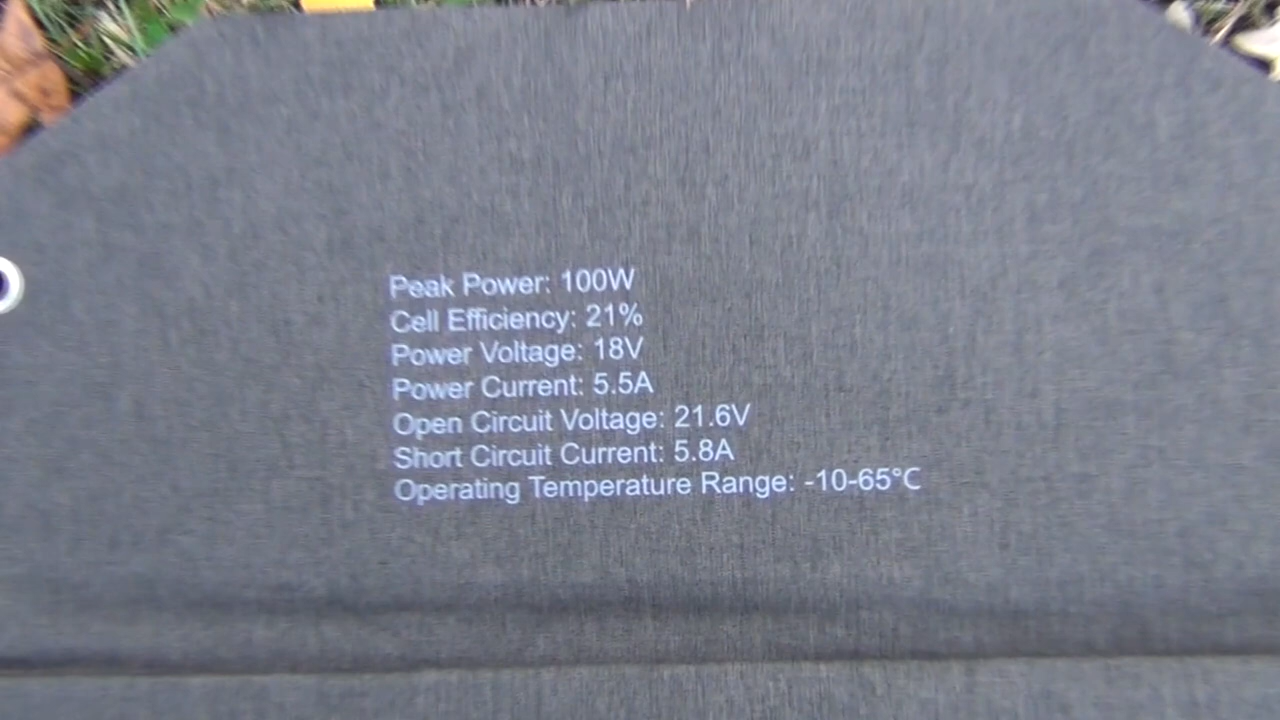 Peak Power: 100W
Cell Efficiency: 21%
Power Voltage: 18V
Power Current: 5.5A
Open Circuit Voltage: 21.6V
Short Circuit Current: 5.8A
Operating Temperature Range: -10-65°C